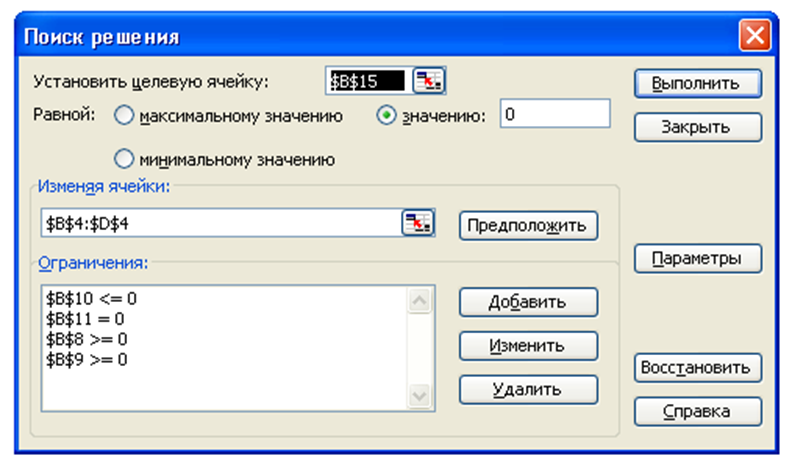 Поиск решения
Установить целевую ячейку: $B$15
Выполнить
Равной: максимальному значению значению: 0
Закрыть
минимальному значению
Изменяя ячейки:
$B$4:$D$4
Предположить
Параметры
Ограничения:
$B$10 <= 0
$B$11 = 0
$B$8 >= 0
$B$9 >= 0
Добавить
Изменить
Удалить
Восстановить
Справка